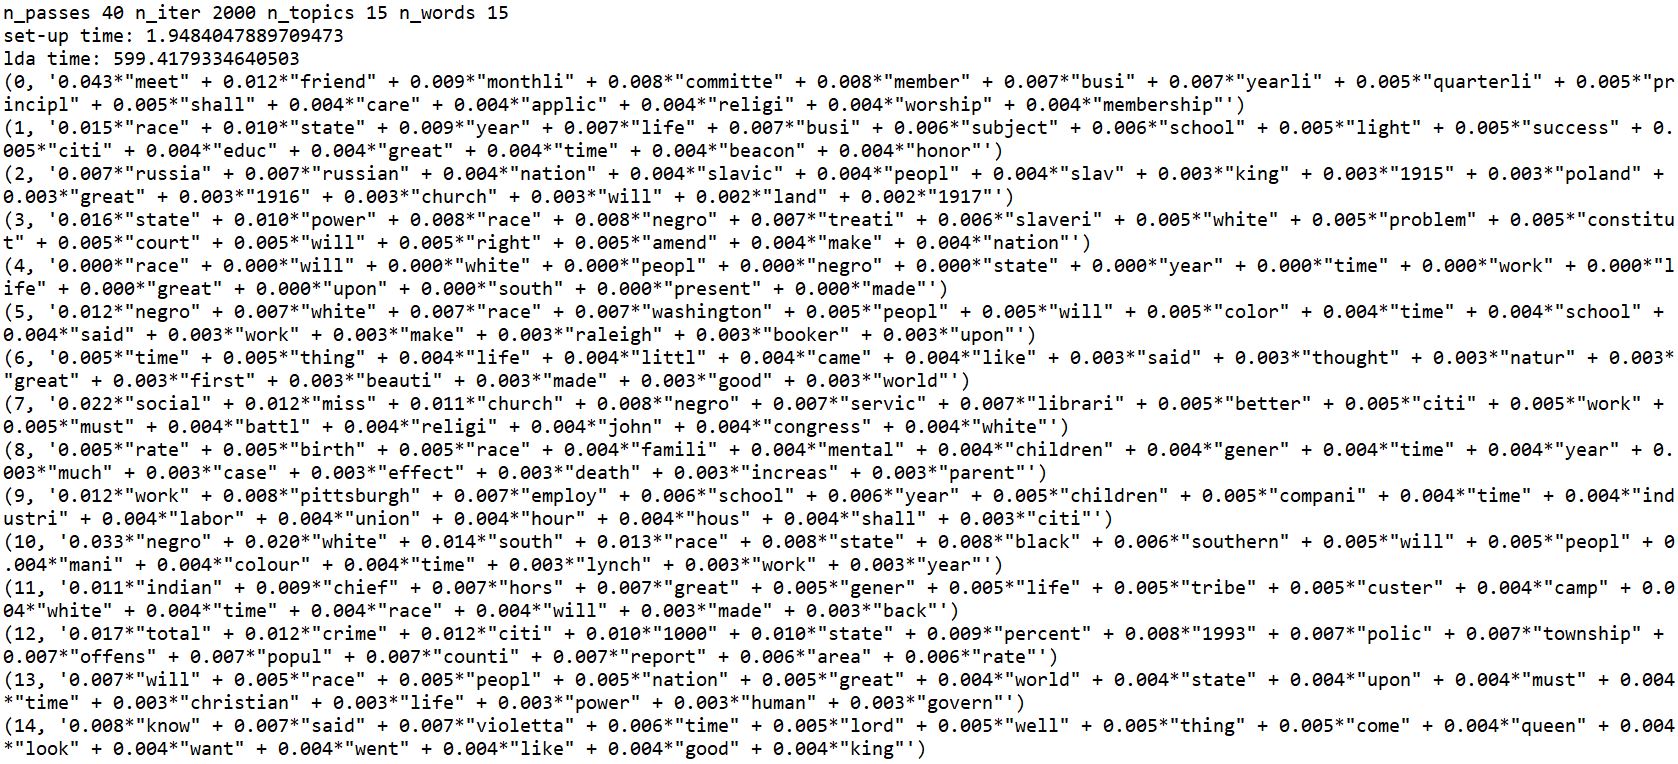 n_passes 40 n_iter 2000 n_topics 15 n_words 15
set-up time: 1.9484047889709473
lda time: 599.4179334640503
(0, '0.043*"meet" + 0.012*"friend" + 0.009*"monthli" + 0.008*"committe" + 0.008*"member" + 0.007*"busi" + 0.007*"yearli" + 0.005*"quarterli" + 0.005*"pr
incipl" + 0.005*"shall" + 0.004*"care" + 0.004*"applic" + 0.004*"religi" + 0.004*"worship" + 0.004*"membership"')
(1, '0.015*"race" + 0.010*"state" + 0.009*"year" + 0.007*"life" + 0.007*"busi" + 0.006*"subject" + 0.006*"school" + 0.005*"light" + 0.005*"success" + 0.
005*"citi" + 0.004*"educ" + 0.004*"great" + 0.004*"time" + 0.004*"beacon" + 0.004*"honor"')
(2, '0.007*"russia" + 0.007*"russian" + 0.004*"nation" + 0.004*"slavic" + 0.004*"peopl" + 0.004*"slav" + 0.003*"king" + 0.003*"1915" + 0.003*"poland" +
0.003*"great" + 0.003*"1916" + 0.003*"church" + 0.003*"will" + 0.002*"land" + 0.002*"1917"')
(3, '0.016*"state" + 0.010*"power" + 0.008*"race" + 0.008*"negro" + 0.007*"treati" + 0.006*"slaveri" + 0.005*"white" + 0.005*"problem" + 0.005*"constitu
t" + 0.005*"court" + 0.005*"will" + 0.005*"right" + 0.005*"amend" + 0.004*"make" + 0.004*"nation"')
(4, '0.000*"race" + 0.000*"will" + 0.000*"white" + 0.000*"peopl" + 0.000*"negro" + 0.000*"state" + 0.000*"year" + 0.000*"time" + 0.000*"work" + 0.000*"l
ife" + 0.000*"great" + 0.000*"upon" + 0.000*"south" + 0.000*"present" + 0.000*"made"')
(5, '0.012*"negro" + 0.007*"white" + 0.007*"race" + 0.007*"washington" + 0.005*"peopl" + 0.005*"will" + 0.005*"color" + 0.004*"time" + 0.004*"school" +
0.004*"said" + 0.003*"work" + 0.003*"make" + 0.003*"raleigh" + 0.003*"booker" + 0.003*"upon"')
(6, '0.005*"time" + 0.005*"thing" + 0.004*"life" + 0.004*"littl" + 0.004*"came" + 0.004*"like" + 0.003*"said" + 0.003*"thought" + 0.003*"natur" + 0.003*
"great" + 0.003*"first" + 0.003*"beauti" + 0.003*"made" + 0.003*"good" + 0.003*"world"')
(7, '0.022*"social" + 0.012*"miss" + 0.011*"church" + 0.008*"negro" + 0.007*"servic" + 0.007*"librari" + 0.005*"better" + 0.005*"citi" + 0.005*"work" +
0.005*"must" + 0.004*"battl" + 0.004*"religi" + 0.004*"john" + 0.004*"congress" + 0.004*"white"')
(8, '0.005*"rate" + 0.005*"birth" + 0.005*"race" + 0.004*"famili" + 0.004*"mental" + 0.004*"children" + 0.004*"gener" + 0.004*"time" + 0.004*"year" + 0.
003*"much" + 0.003*"case" + 0.003*"effect" + 0.003*"death" + 0.003*"increas" + 0.003*"parent"')
(9, '0.012*"work" + 0.008*"pittsburgh" + 0.007*"employ" + 0.006*"school" + 0.006*"year" + 0.005*"children" + 0.005*"compani" + 0.004*"time" + 0.004*"ind
ustri" + 0.004*"labor" + 0.004*"union" + 0.004*"hour" + 0.004*"hous" + 0.004*"shall" + 0.003*"citi"')
(10, '0.033*"negro" + 0.020*"white" + 0.014*"south" + 0.013*"race" + 0.008*"state" + 0.008*"black" + 0.006*"southern" + 0.005*"will" + 0.005*"peopl" + 0
.004*"mani" + 0.004*"colour" + 0.004*"time" + 0.003*"lynch" + 0.003*"work" + 0.003*"year"')
(11, '0.011*"indian" + 0.009*"chief" + 0.007*"hors" + 0.007*"great" + 0.005*"gener" + 0.005*"life" + 0.005*"tribe" + 0.005*"custer" + 0.004*"camp" + 0.0
04*"white" + 0.004*"time" + 0.004*"race" + 0.004*"will" + 0.003*"made" + 0.003*"back"')
(12, '0.017*"total" + 0.012*"crime" + 0.012*"citi" + 0.010*"1000" + 0.010*"state" + 0.009*"percent" + 0.008*"1993" + 0.007*"polic" + 0.007*"township" +
0.007*"offens" + 0.007*"popul" + 0.007*"counti" + 0.007*"report" + 0.006*"area" + 0.006*"rate"')
(13, '0.007*"will" + 0.005*"race" + 0.005*"peopl" + 0.005*"nation" + 0.005*"great" + 0.004*"world" + 0.004*"state" + 0.004*"upon" + 0.004*"must" + 0.004
*"time" + 0.003*"christian" + 0.003*"life" + 0.003*"power" + 0.003*"human" + 0.003*"govern"')
(14, '0.008*"know" + 0.007*"said" + 0.007*"violetta" + 0.006*"time" + 0.005*"lord" + 0.005*"well" + 0.005*"thing" + 0.005*"come" + 0.004*"queen" + 0.004
*"look" + 0.004*"want" + 0.004*"went" + 0.004*"like" + 0.004*"good" + 0.004*"king"')